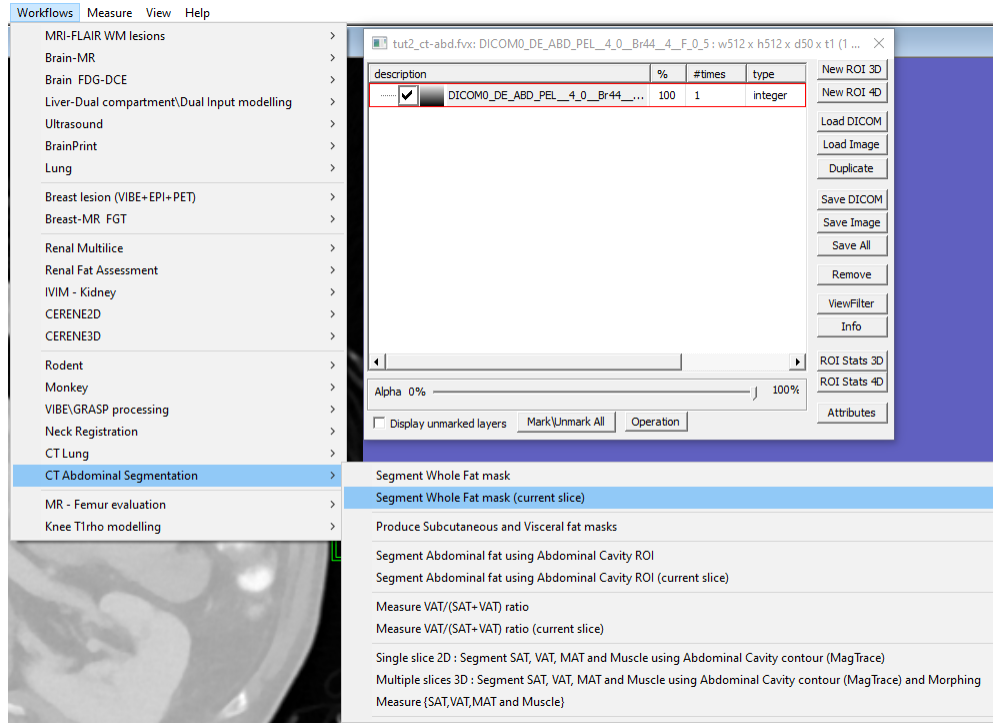 Workflows Measure View Help
MRI-FLAIR WM lesions
Brain-MR
Brain FDG-DCE
Liver-Dual compartment\Dual Input modelling
Ultrasound
BrainPrint
Lung
Breast lesion (VIBE+EPI+PET)
Breast-MR FGT
Renal Multilice
Renal Fat Assessment
IVIM - Kidney
CERENE2D
CERENE3D
Rodent
Monkey
VIBE\GRASP processing
Neck Registration
CT Lung
CT Abdominal Segmentation
MR - Femur evaluation
Knee T1rho modelling
tut2_ct-abd.fvx: DICOM0_DE_ABD_PEL__4_0__Br44__4__F_0_5 : w512 x h512 x d50 x t1 (1 ...
description % #times type
DICOM0_DE_ABD_PEL__4_0__Br44__... 100 1 integer
New ROI 3D
New ROI 4D
Load DICOM
Load Image
Duplicate
Save DICOM
Save Image
Save All
Remove
ViewFilter
Info
ROI Stats 3D
ROI Stats 4D
Attributes
Alpha 0% 100%
Display unmarked layers Mark\Unmark All Operation
Segment Whole Fat mask
Segment Whole Fat mask (current slice)
Produce Subcutaneous and Visceral fat masks
Segment Abdominal fat using Abdominal Cavity ROI
Segment Abdominal fat using Abdominal Cavity ROI (current slice)
Measure VAT/(SAT+VAT) ratio
Measure VAT/(SAT+VAT) ratio (current slice)
Single slice 2D : Segment SAT, VAT, MAT and Muscle using Abdominal Cavity contour (MagTrace)
Multiple slices 3D : Segment SAT, VAT, MAT and Muscle using Abdominal Cavity contour (MagTrace) and Morphing
Measure {SAT,VAT,MAT and Muscle}